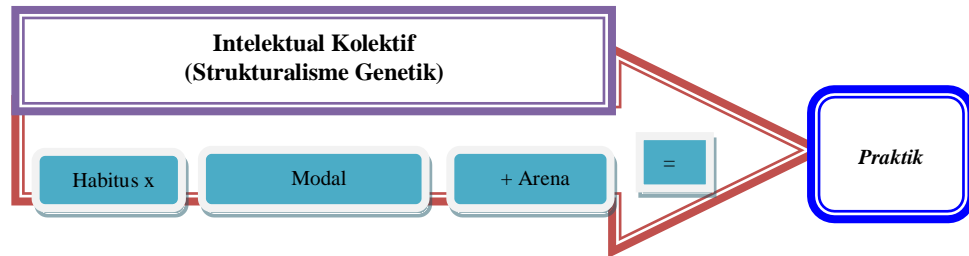 Intelektual Kolektif
(Strukturalisme Genetik)
Habitus x
Modal
+ Arena
=
Praktik